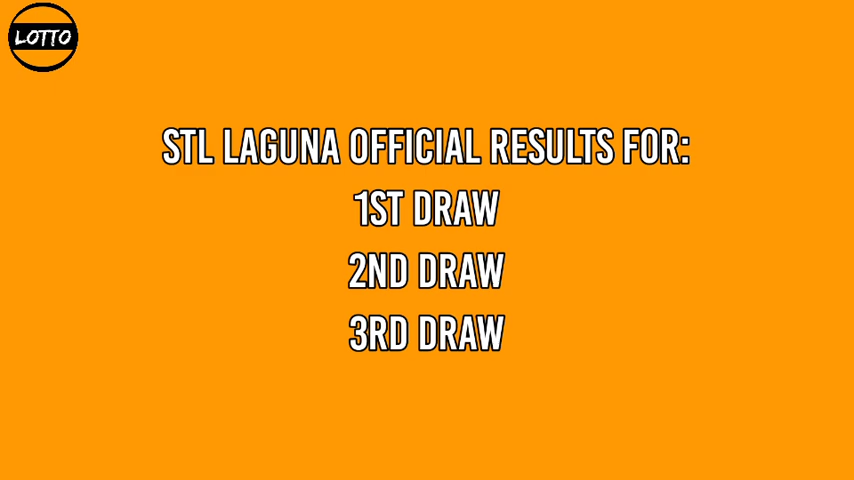 LOTTO
STL LAGUNA OFFICIAL RESULTS FOR:
1ST DRAW
2ND DRAW
3RD DRAW